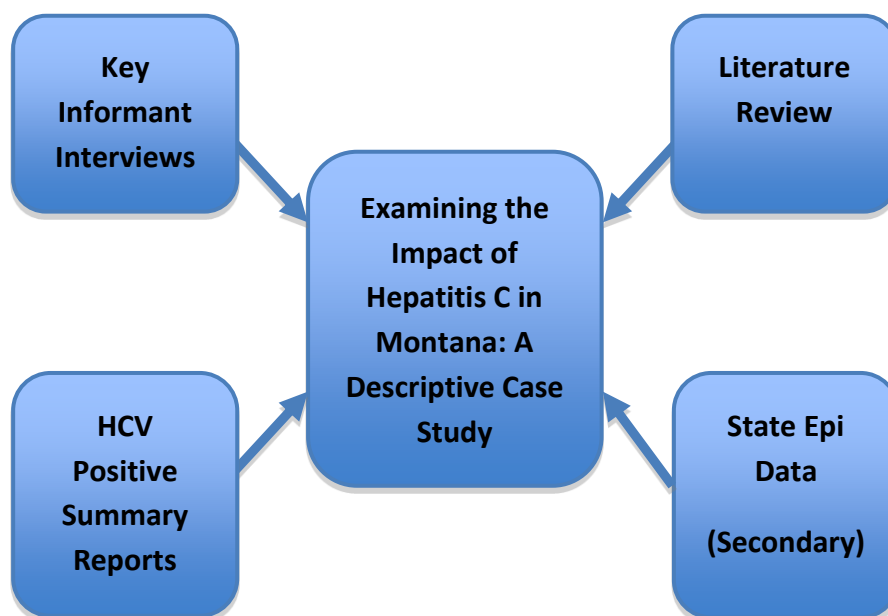 Key
Informant
Interviews
Literature
Review
Examining the
Impact of
Hepatitis C in
Montana: A
Descriptive Case
Study
HCV
Positive
Summary
Reports
State Epi
Data
(Secondary)